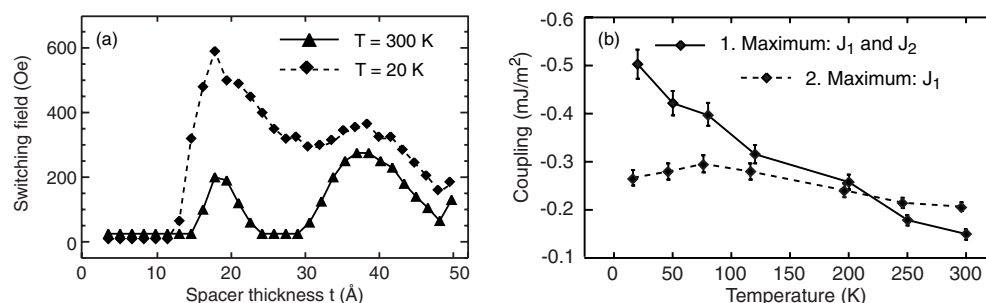 (a)
T = 300 K
T = 20 K
Switching field (Oe)
600
400
200
0
0 10 20 30 40 50
Spacer thickness t (Å)
(b)
1. Maximum: J1 and J2
2. Maximum: J1
Coupling (mJ/m²)
-0.5
-0.4
-0.3
-0.2
-0.1
0 50 100 150 200 250 300
Temperature (K)